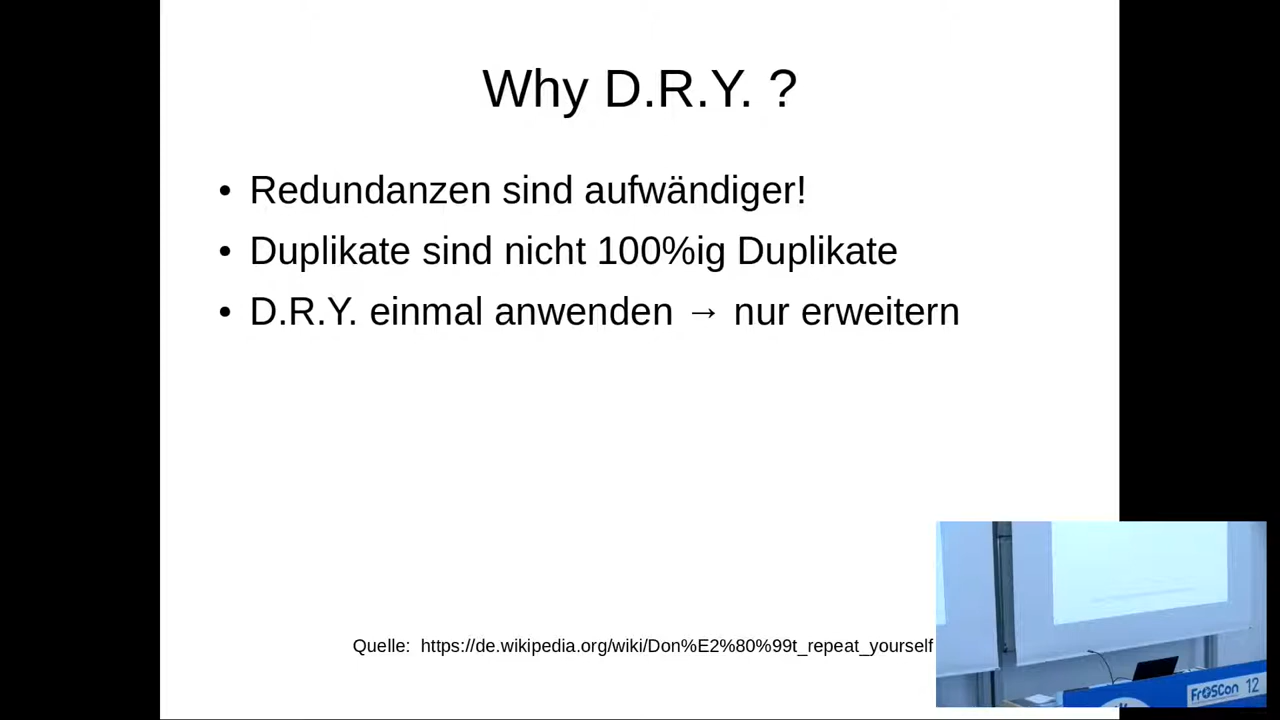 Why D.R.Y. ?
• Redundanzen sind aufwändiger!
• Duplikate sind nicht 100%ig Duplikate
• D.R.Y. einmal anwenden → nur erweitern
Quelle: https://de.wikipedia.org/wiki/Don%E2%80%99t_repeat_yourself
FrOSCon 12